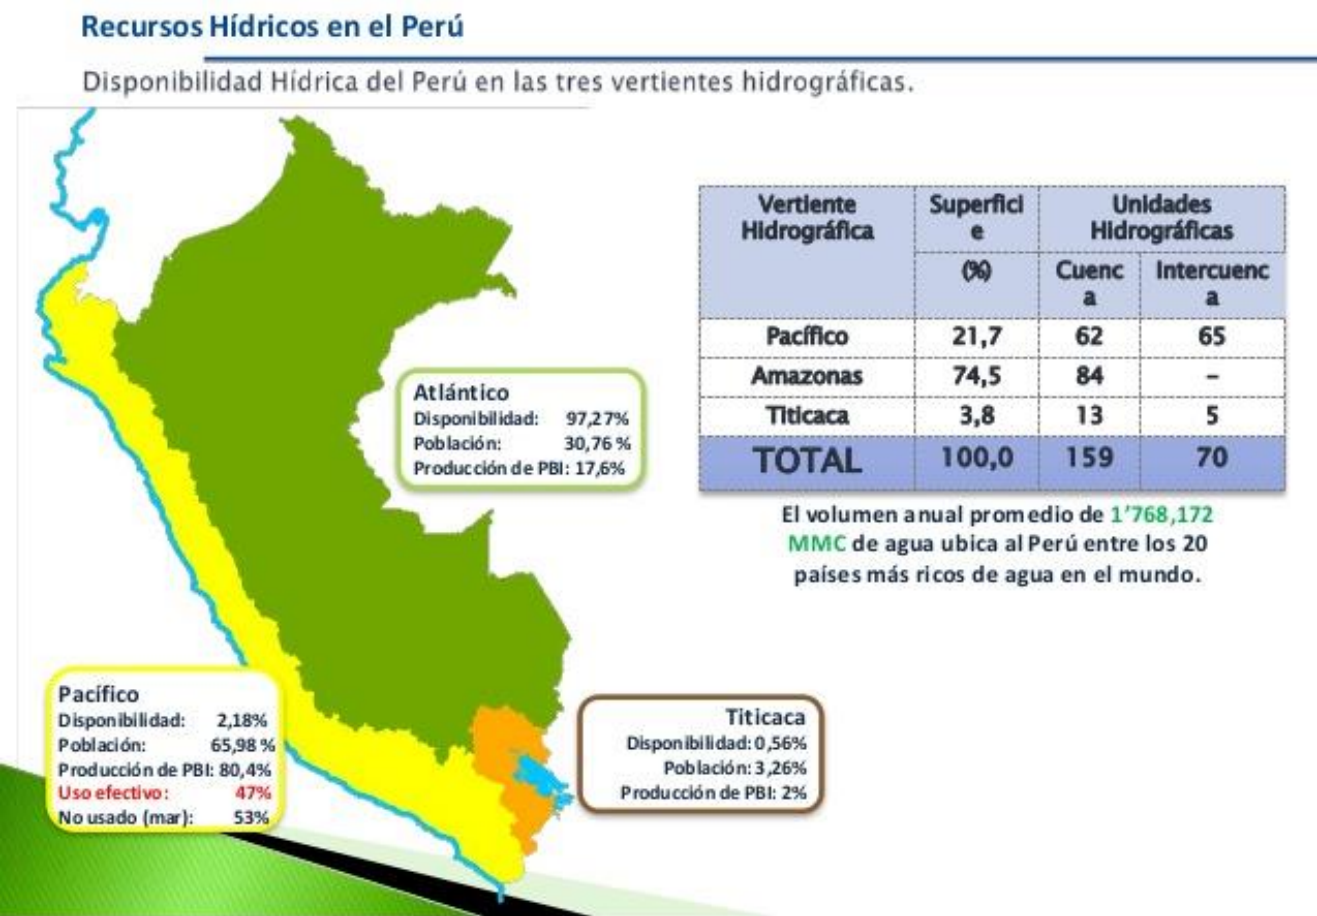 Recursos Hídricos en el Perú
Disponibilidad Hídrica del Perú en las tres vertientes hidrográficas.
Atlántico
Disponibilidad: 97,27%
Población: 30,76 %
Producción de PBI: 17,6%
Pacífico
Disponibilidad: 2,18%
Población: 65,98 %
Producción de PBI: 80,4%
Uso efectivo: 47%
No usado (mar): 53%
Titicaca
Disponibilidad: 0,56%
Población: 3,26%
Producción de PBI: 2%
Vertiente Superfici Unidades
Hidrográfica e Hidrográficas
(%) Cuenc Intercuenc
a a
Pacífico 21,7 62 65
Amazonas 74,5 84 –
Titicaca 3,8 13 5
TOTAL 100,0 159 70
El volumen anual promedio de 1’768,172
MMC de agua ubica al Perú entre los 20
países más ricos de agua en el mundo.